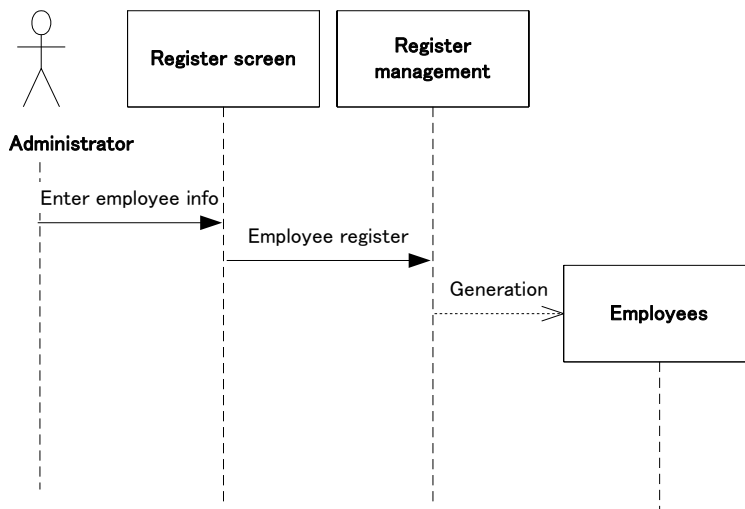 Register screen
Register
management
Administrator
Enter employee info
Employee register
Generation
Employees